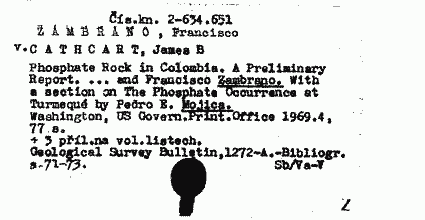 Čís.kn. 2-634.651
Z A M B R A N O , Francisco
v. C A T H C A R T, James B
Phosphate Rock in Colombia. A Preliminary
Report. ... and Francisco Zambrano. With
a section on The Phosphate Occurrence at
Turmequé by Pedro E. Mojica.
Washington, US Govern.Print.Office 1969.4,
77 s.
+ 3 příl.na vol.listech.
Geological Survey Bulletin,1272-A.-Bibliogr.
s.71-73. Sb/Va-V
Z